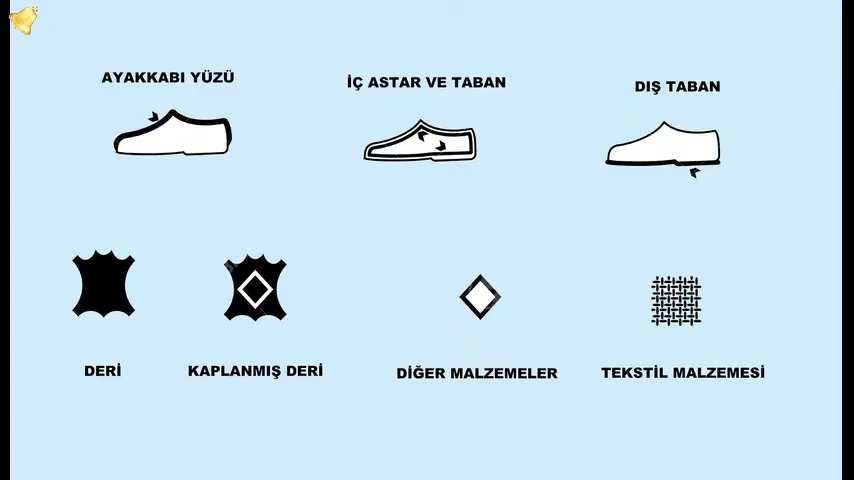 AYAKKABI YÜZÜ
İÇ ASTAR VE TABAN
DIŞ TABAN
DERİ
KAPLANMIŞ DERİ
DİĞER MALZEMELER
TEKSTİL MALZEMESİ